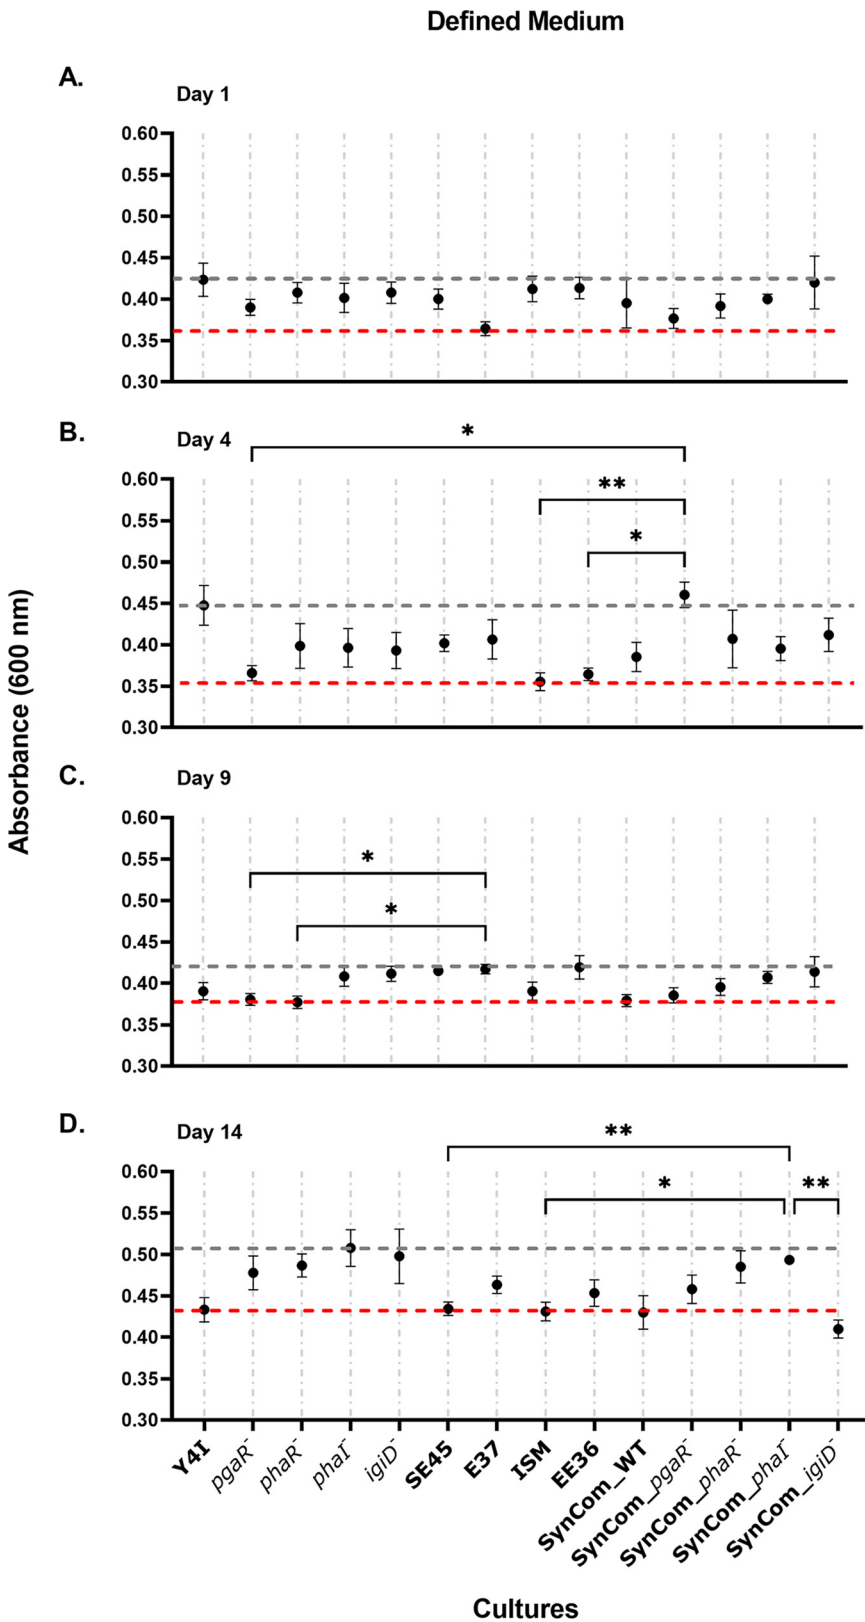 Defined Medium
A.
Day 1
0.60
0.55
0.50
0.45
0.40
0.35
0.30
B.
Day 4
*
**
*
0.60
0.55
0.50
0.45
0.40
0.35
0.30
Absorbance (600 nm)
C.
Day 9
*
*
0.60
0.55
0.50
0.45
0.40
0.35
0.30
D.
Day 14
**
*
**
0.60
0.55
0.50
0.45
0.40
0.35
0.30
Y4I
pgaR⁻
phaR⁻
phaI⁻
igiD⁻
SE45
E37
ISM
EE36
SynCom_WT
SynCom_pgaR⁻
SynCom_phaR⁻
SynCom_phaI⁻
SynCom_igiD⁻
Cultures